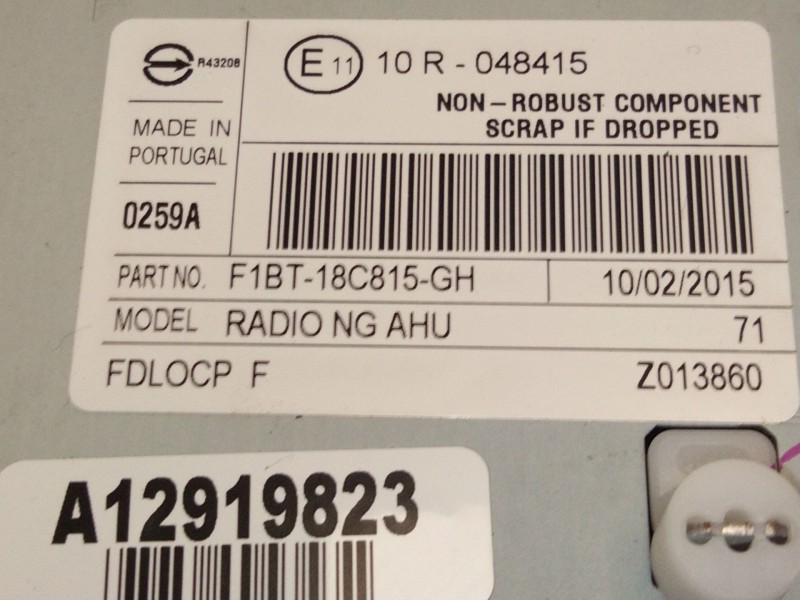 R43208
E 11 10 R - 048415
NON-ROBUST COMPONENT
SCRAP IF DROPPED
MADE IN
PORTUGAL
0259A
PART NO. F1BT-18C815-GH 10/02/2015
MODEL RADIO NG AHU 71
FDLOCP F Z013860
A12919823